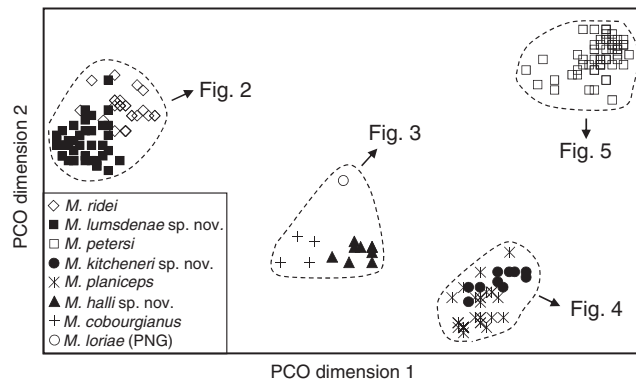 Fig. 2
Fig. 3
Fig. 5
Fig. 4
M. ridei
M. lumsdenae sp. nov.
M. petersi
M. kitcheneri sp. nov.
M. planiceps
M. halli sp. nov.
M. cobourgianus
M. loriae (PNG)
PCO dimension 2
PCO dimension 1